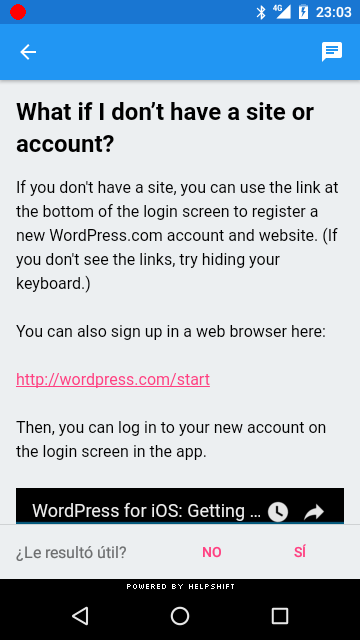 4G 23:03
What if I don’t have a site or
account?
If you don't have a site, you can use the link at
the bottom of the login screen to register a
new WordPress.com account and website. (If
you don't see the links, try hiding your
keyboard.)
You can also sign up in a web browser here:
http://wordpress.com/start
Then, you can log in to your new account on
the login screen in the app.
WordPress for iOS: Getting ...
¿Le resultó útil? NO SÍ
POWERED BY HELPSHIFT